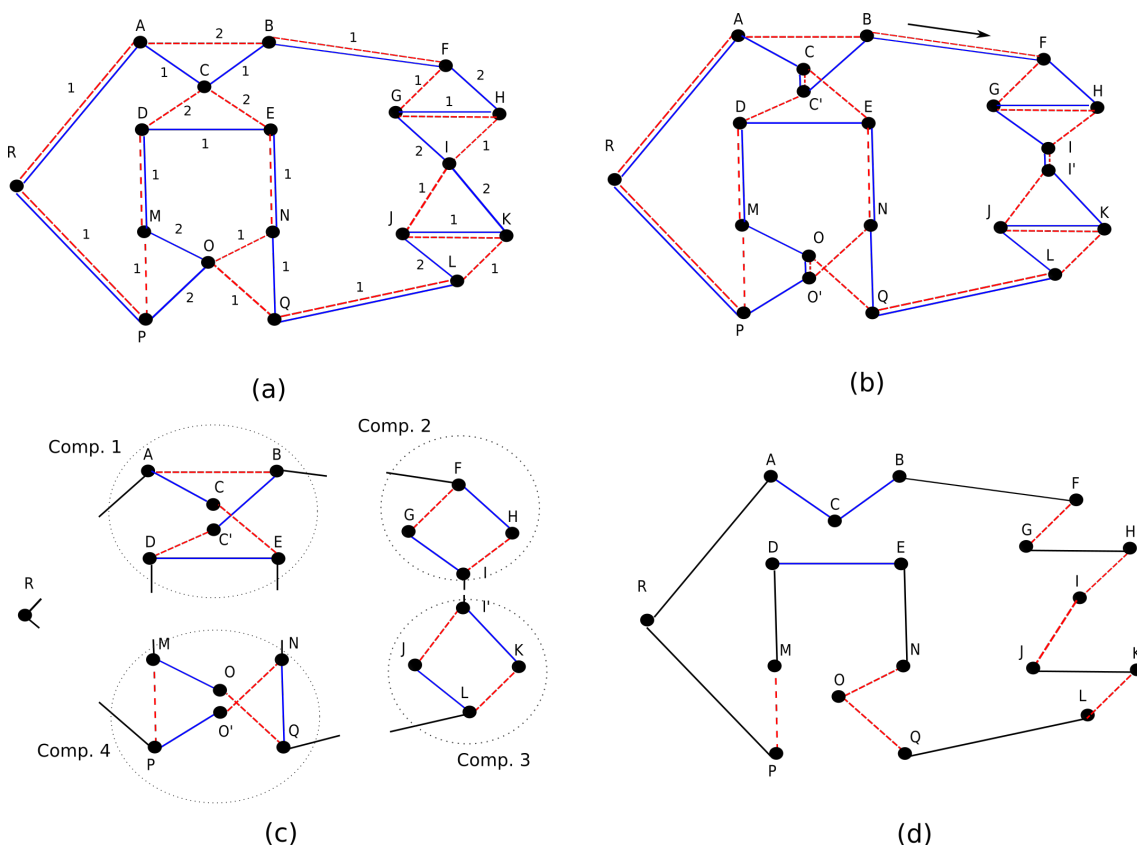 A 2 B
1
F
1 C 1
1
1 2
D 2 2 E
G 1 H
1
R
2 I 1
1 1
1 2
M 2 N
J 1 K
1 O 1
1
2 1 1
2 L 1
1
P Q
(a)
A B
F
C
G H
C'
D E
I
I'
R
M N
J K
O
O'
L
P Q
(b)
Comp. 1
A B
C
C'
D E
Comp. 2
F
G H
I
R
I'
J K
L
Comp. 3
M N
O
O'
Comp. 4
P Q
(c)
A B
F
C
G H
D E
I
R
M N
J K
O
L
P Q
(d)